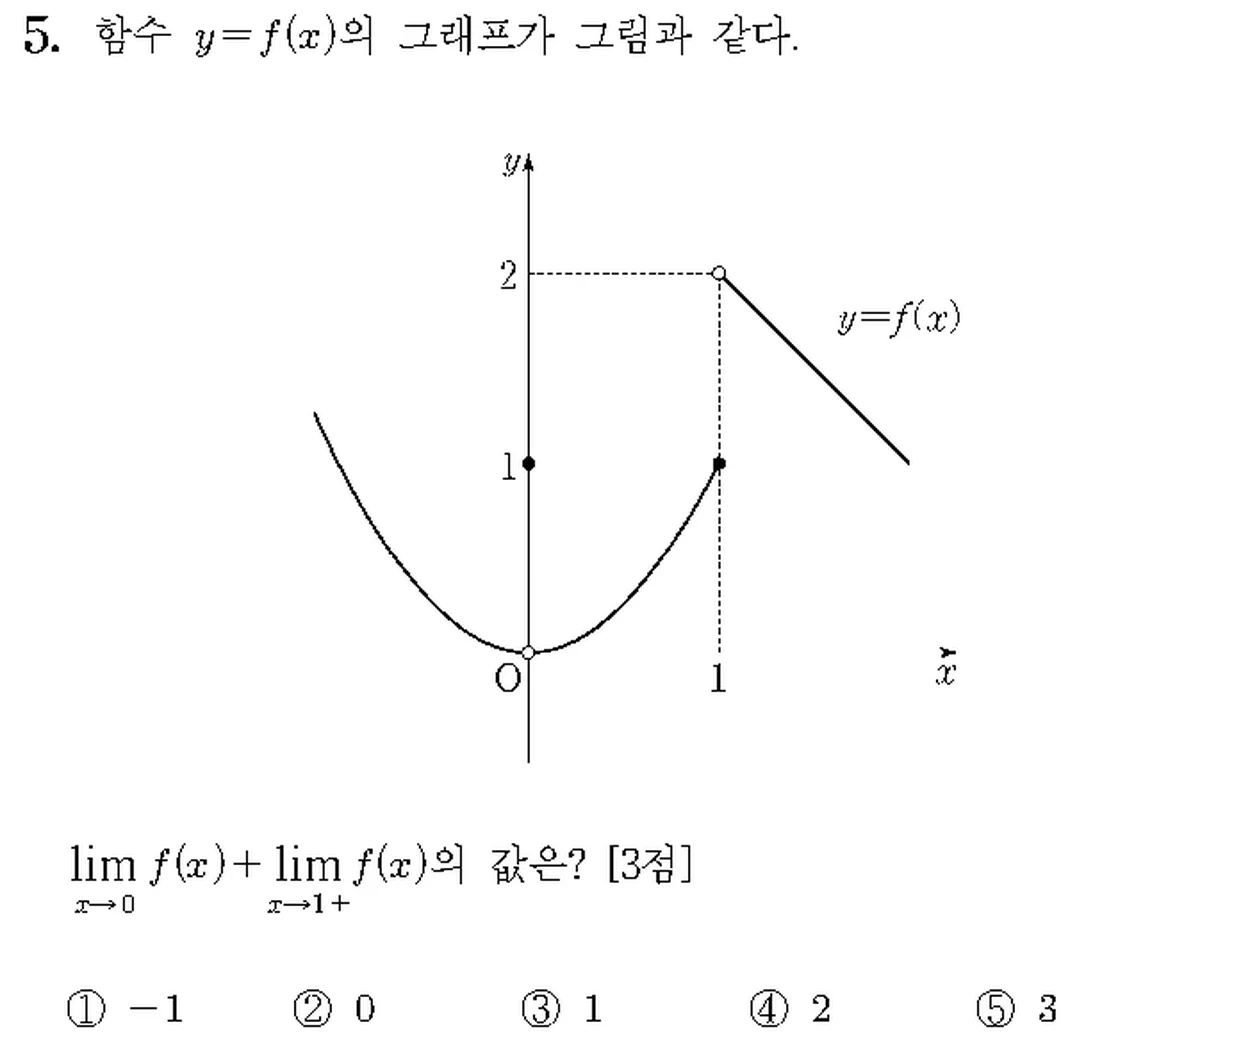 5. 함수 y=f(x)의 그래프가 그림과 같다.
y
2
y=f(x)
1
O
1
x
lim f(x)+ lim f(x)의 값은? [3점]
x→0 x→1+
① -1 ② 0 ③ 1 ④ 2 ⑤ 3